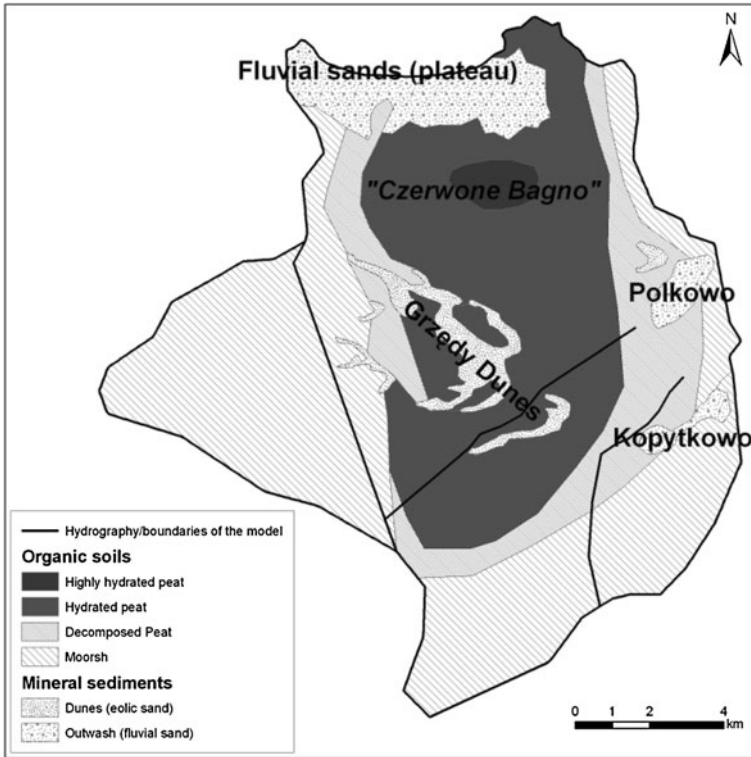 N
Fluvial sands (plateau)
"Czerwone Bagno"
Polkowo
Grzędy Dunes
Kopytkowo
Hydrography/boundaries of the model
Organic soils
Highly hydrated peat
Hydrated peat
Decomposed Peat
Moorsh
Mineral sediments
Dunes (eolic sand)
Outwash (fluvial sand)
0 1 2 4
km